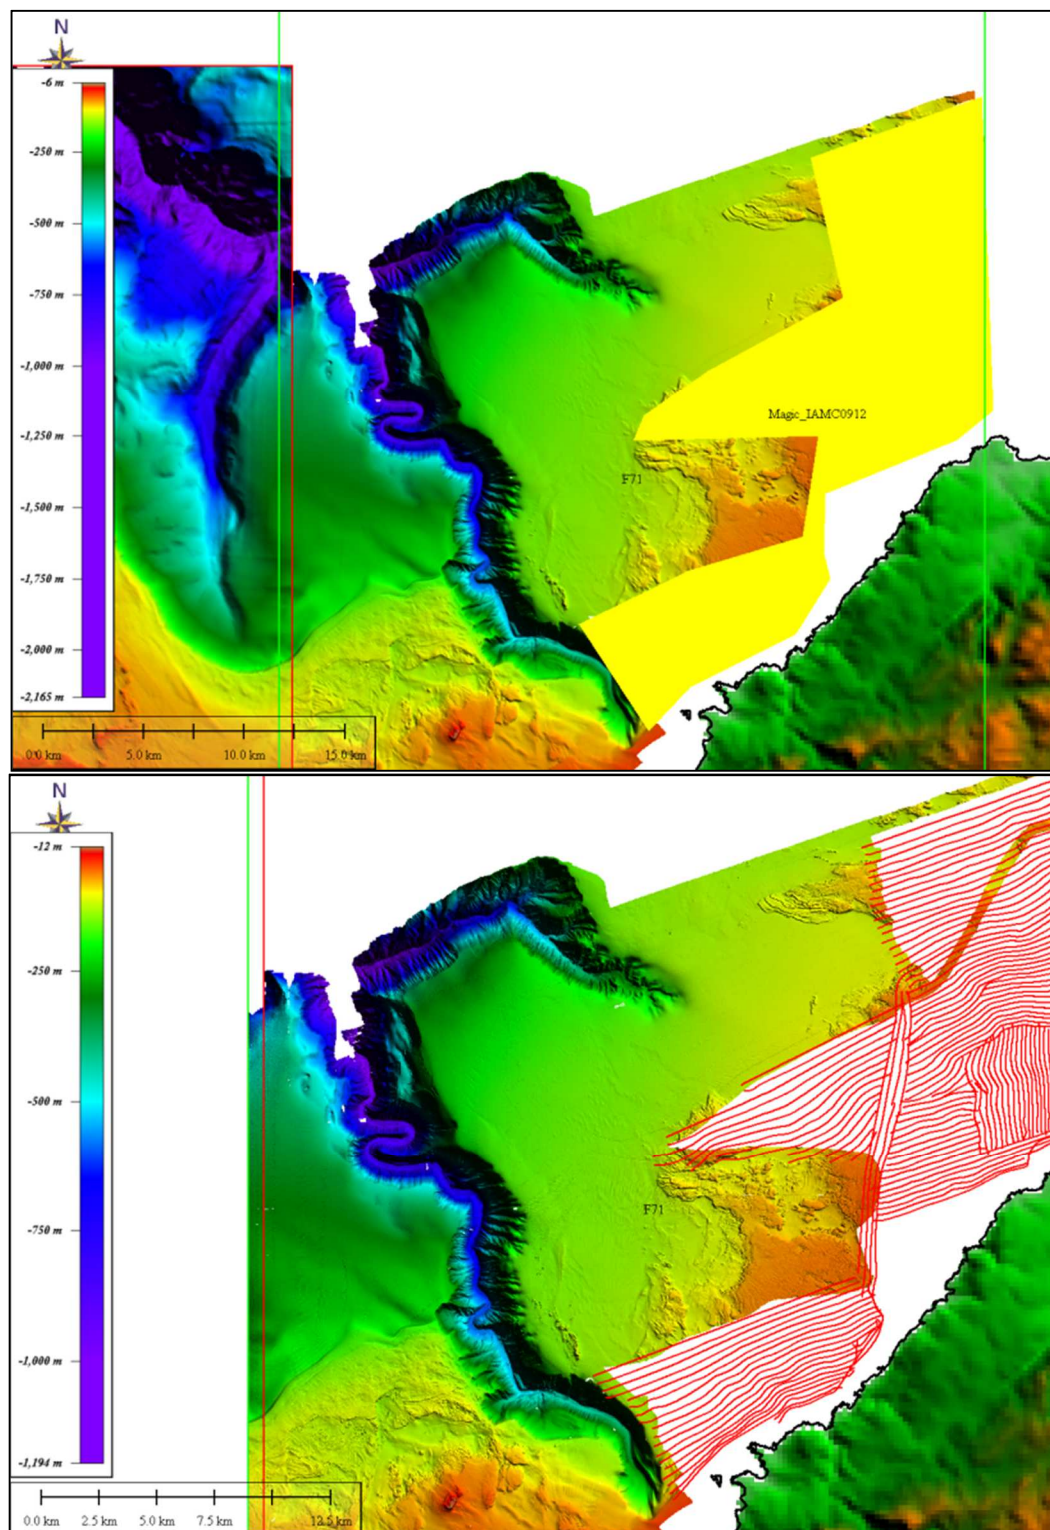 N
-6 m
-250 m
-500 m
-750 m
-1,000 m
-1,250 m
-1,500 m
-1,750 m
-2,000 m
-2,165 m
Magic_IAMC0912
F71
0.0 km 5.0 km 10.0 km 15.0 km
N
-12 m
-250 m
-500 m
-750 m
-1,000 m
-1,194 m
F71
0.0 km 2.5 km 5.0 km 7.5 km 12.5 km